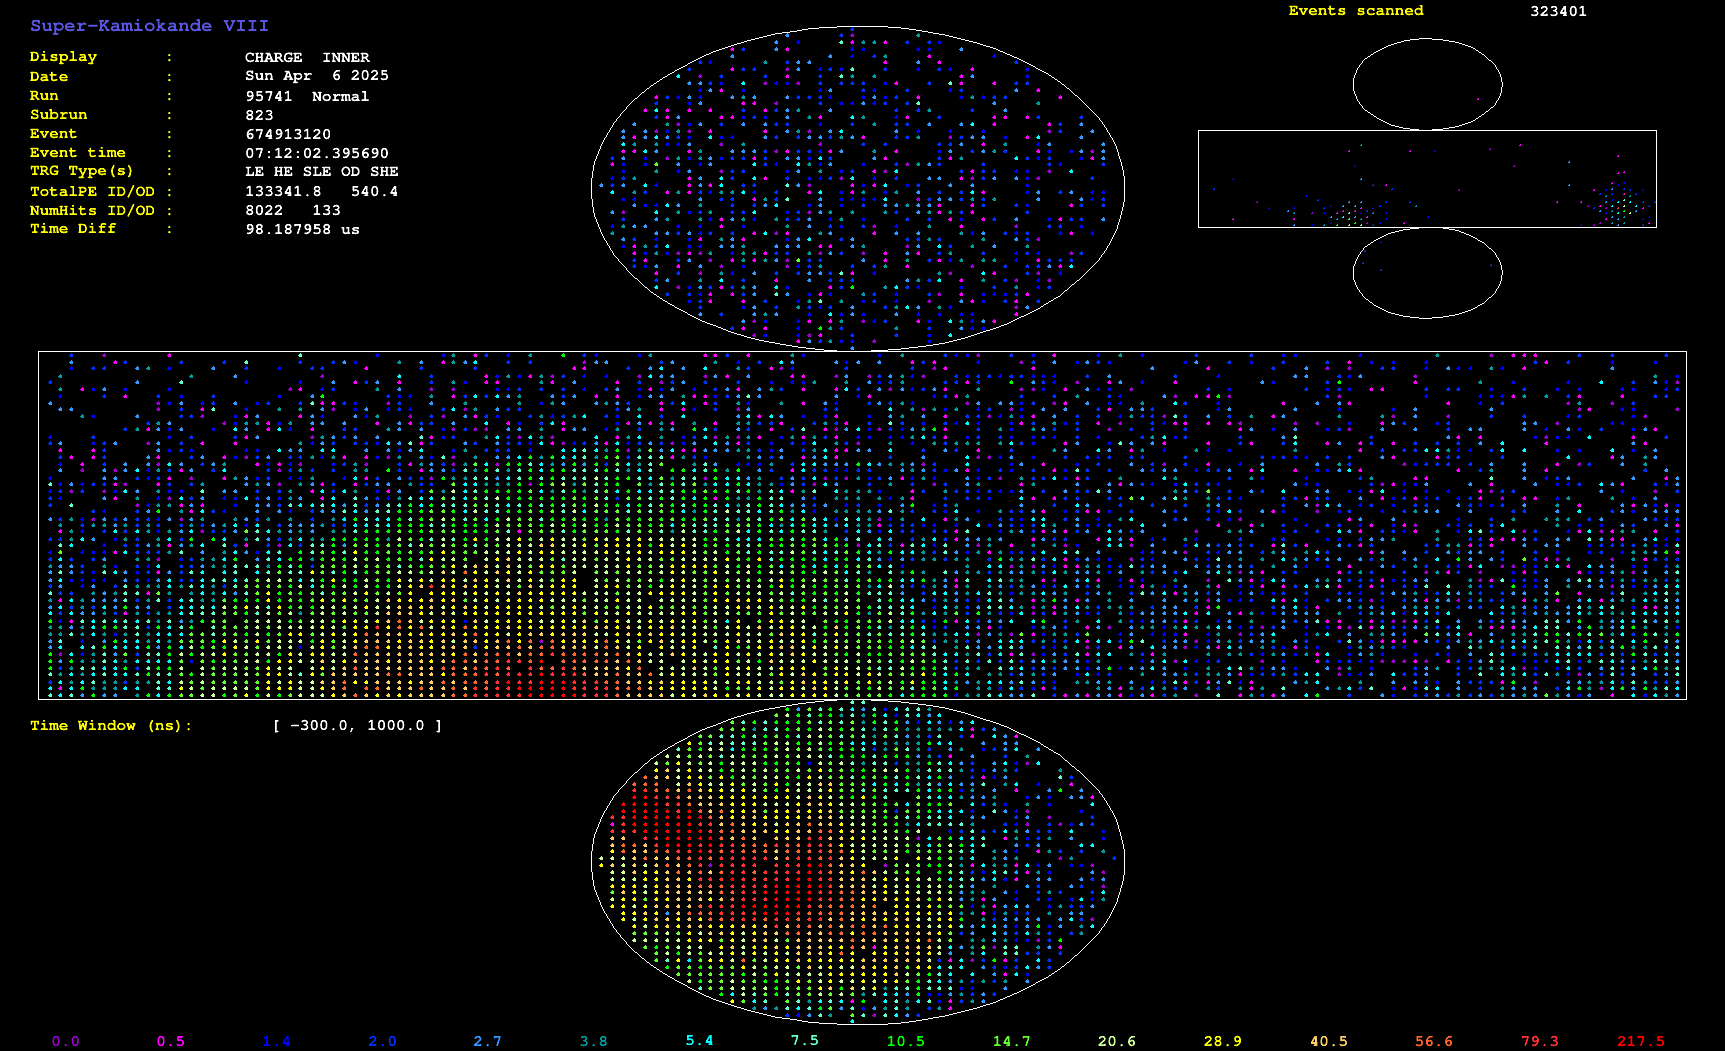 Super-Kamiokande VIII
Display : CHARGE INNER
Date : Sun Apr 6 2025
Run : 95741 Normal
Subrun : 823
Event : 674913120
Event time : 07:12:02.395690
TRG Type(s) : LE HE SLE OD SHE
TotalPE ID/OD : 133341.8 540.4
NumHits ID/OD : 8022 133
Time Diff : 98.187958 us
Events scanned 323401
Time Window (ns): [ -300.0, 1000.0 ]
0.0 0.5 1.4 2.0 2.7 3.8 5.4 7.5 10.5 14.7 20.6 28.9 40.5 56.6 79.3 217.5